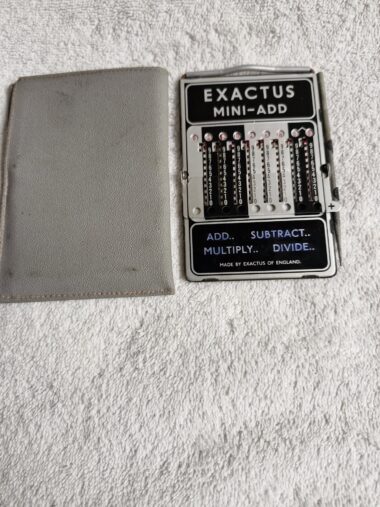 EXACTUS
MINI-ADD
ADD.. SUBTRACT..
MULTIPLY.. DIVIDE..
MADE BY EXACTUS OF ENGLAND.